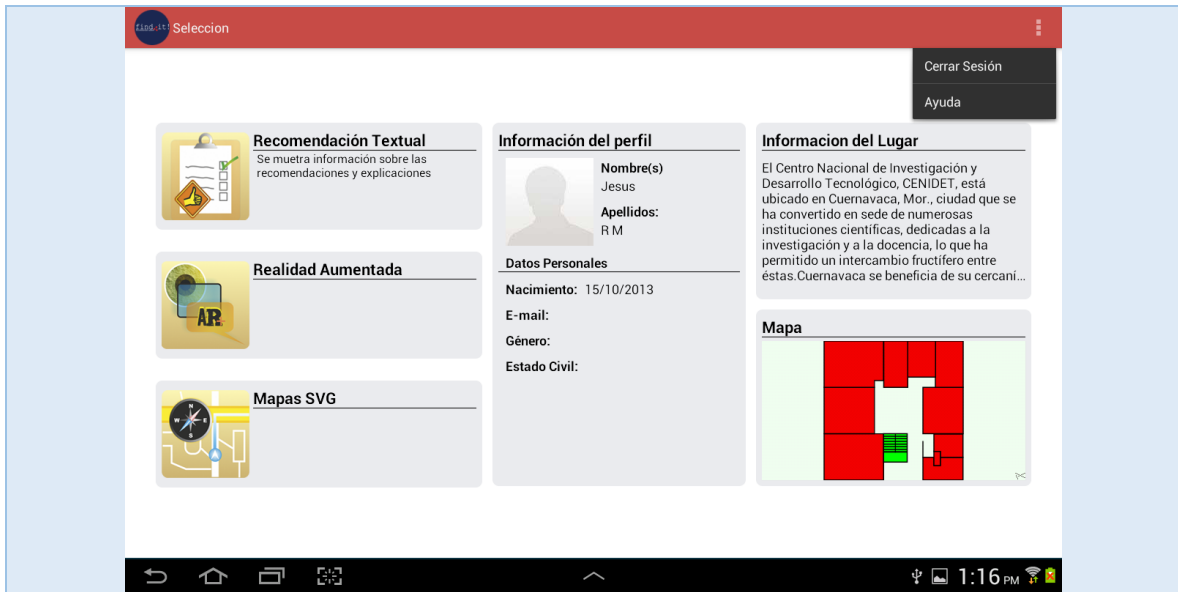 find it!
Seleccion
Cerrar Sesión
Ayuda
Recomendación Textual
Se muetra información sobre las
recomendaciones y explicaciones
Realidad Aumentada
AR
Mapas SVG
N
W E
S
Información del perfil
Nombre(s)
Jesus
Apellidos:
R M
Datos Personales
Nacimiento: 15/10/2013
E-mail:
Género:
Estado Civil:
Informacion del Lugar
El Centro Nacional de Investigación y
Desarrollo Tecnológico, CENIDET, está
ubicado en Cuernavaca, Mor., ciudad que se
ha convertido en sede de numerosas
instituciones científicas, dedicadas a la
investigación y a la docencia, lo que ha
permitido un intercambio fructífero entre
éstas.Cuernavaca se beneficia de su cercaní...
Mapa
1:16 PM